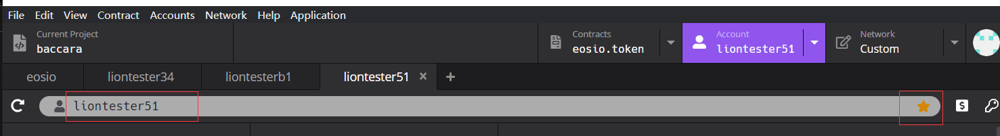 File Edit View Contract Accounts Network Help Application
Current Project Contracts Account Network
baccara eosio.token liontester51 Custom
eosio liontester34 liontesterb1 liontester51 × +
liontester51 $